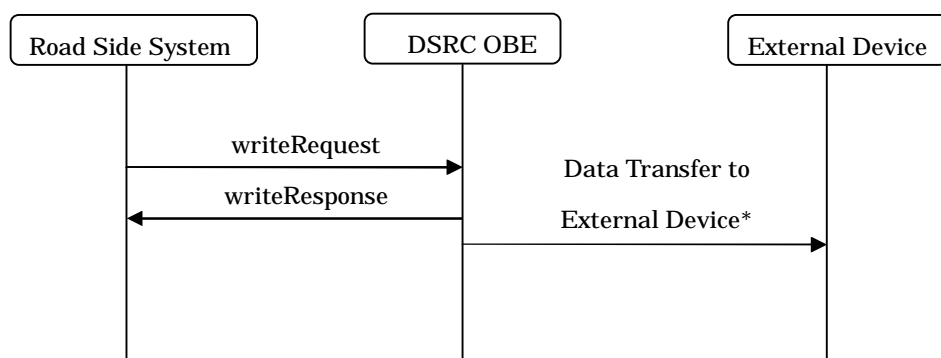 Road Side System
DSRC OBE
External Device
writeRequest
Data Transfer to
writeResponse
External Device*